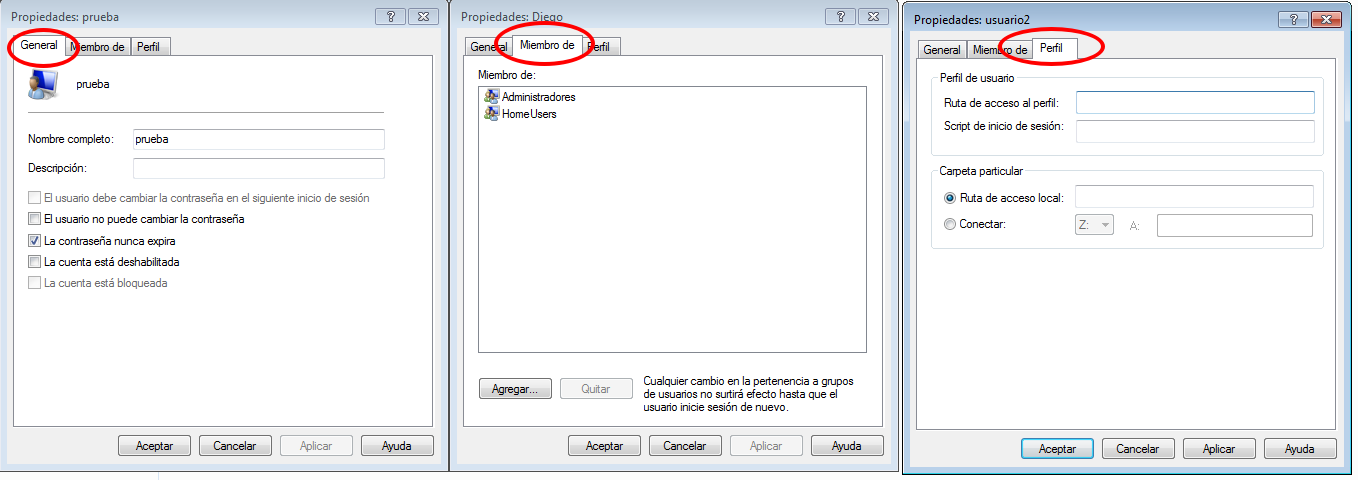 Propiedades: prueba
General
Miembro de
Perfil
prueba
Nombre completo:
prueba
Descripción:
El usuario debe cambiar la contraseña en el siguiente inicio de sesión
El usuario no puede cambiar la contraseña
La contraseña nunca expira
La cuenta está deshabilitada
La cuenta está bloqueada
Aceptar
Cancelar
Aplicar
Ayuda
Propiedades: Diego
General
Miembro de
Perfil
Miembro de:
Administradores
HomeUsers
Agregar...
Quitar
Cualquier cambio en la pertenencia a grupos
de usuarios no surtirá efecto hasta que el
usuario inicie sesión de nuevo.
Aceptar
Cancelar
Aplicar
Ayuda
Propiedades: usuario2
General
Miembro de
Perfil
Perfil de usuario
Ruta de acceso al perfil:
Script de inicio de sesión:
Carpeta particular
Ruta de acceso local:
Conectar:
Z:
A:
Aceptar
Cancelar
Aplicar
Ayuda